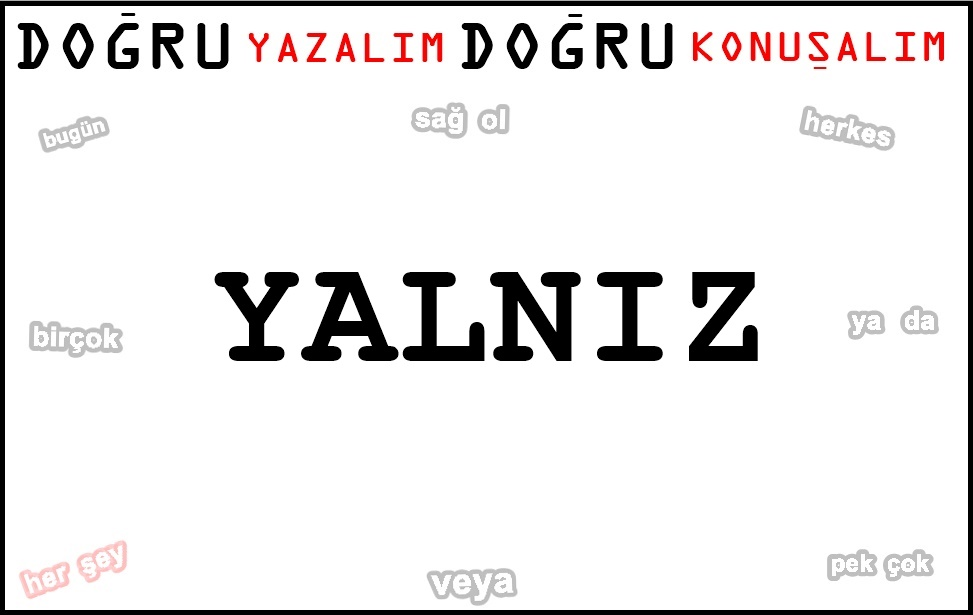 DOĞRU YAZALIM DOĞRU KONUŞALIM
bugün sağ ol herkes
YALNIZ
birçok ya da
her şey veya pek çok